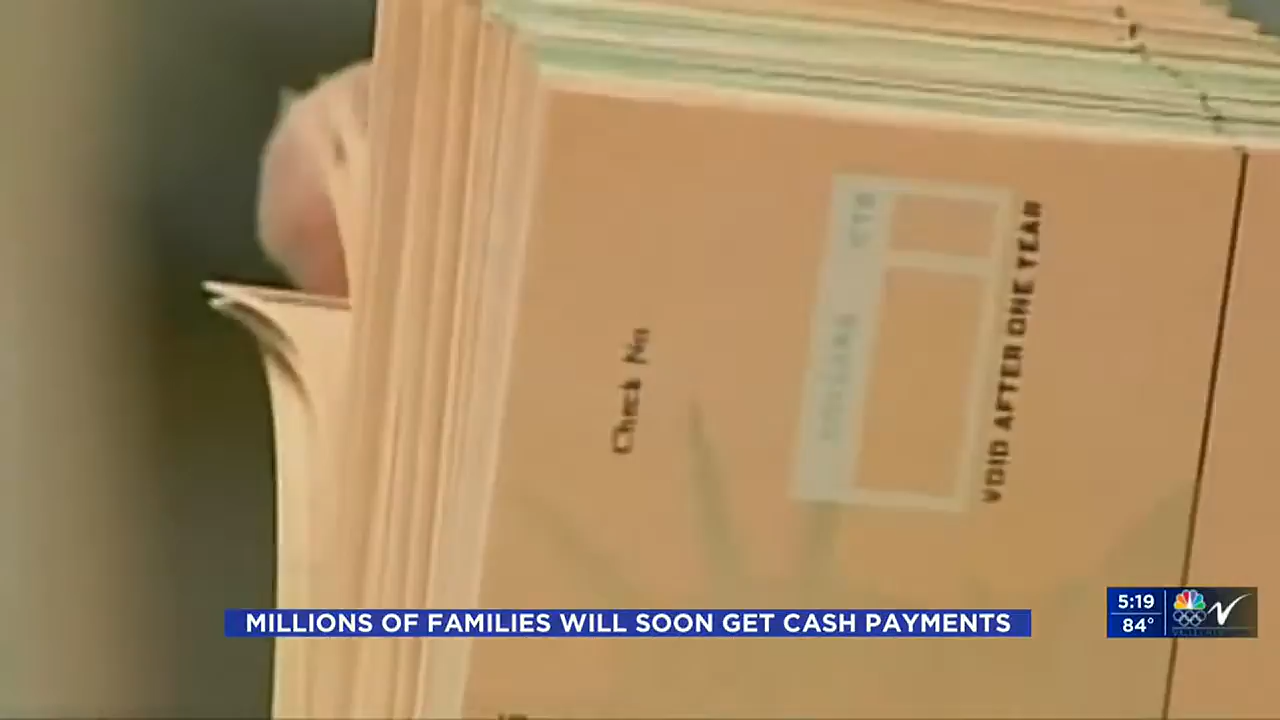 Check No
VOID AFTER ONE YEAR
MILLIONS OF FAMILIES WILL SOON GET CASH PAYMENTS
5:19
84°